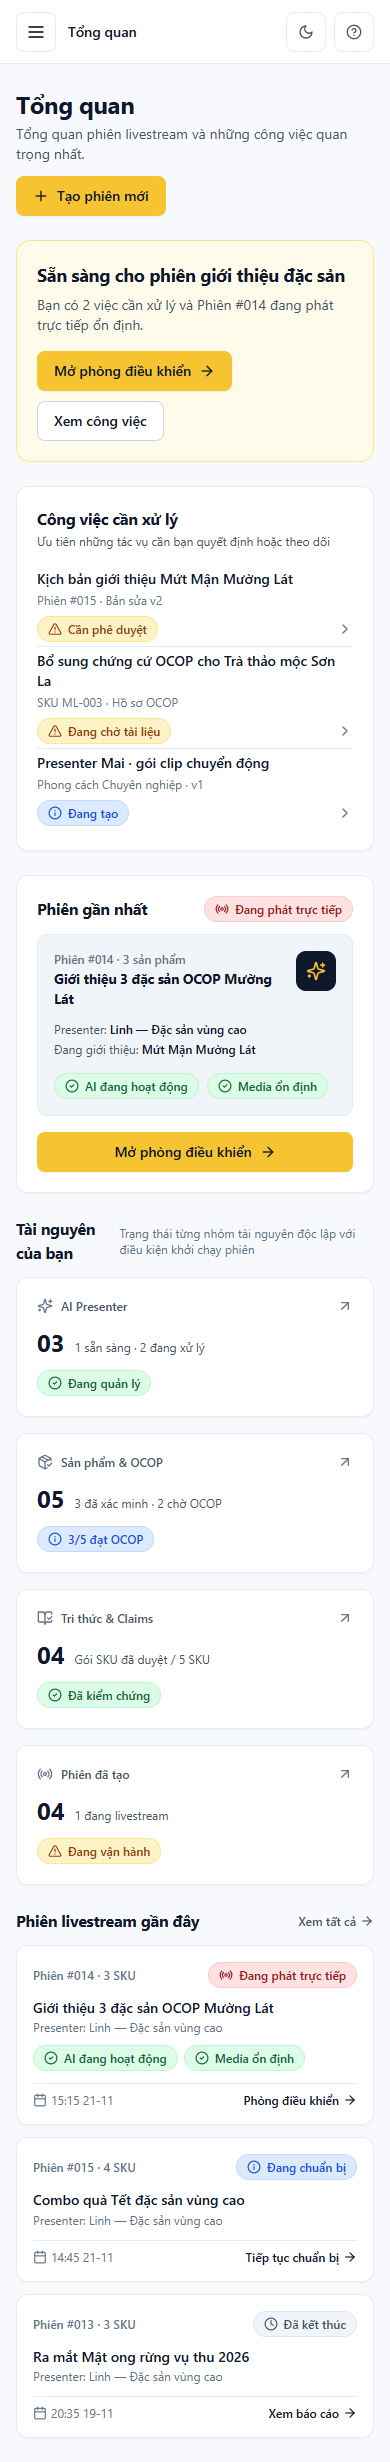 Tổng quan
Tổng quan
Tổng quan phiên livestream và những công việc quan
trọng nhất.
Tạo phiên mới
Sẵn sàng cho phiên giới thiệu đặc sản
Bạn có 2 việc cần xử lý và Phiên #014 đang phát
trực tiếp ổn định.
Mở phòng điều khiển
Xem công việc
Công việc cần xử lý
Ưu tiên những tác vụ cần bạn quyết định hoặc theo dõi
Kịch bản giới thiệu Mứt Mận Mường Lát
Phiên #015 · Bản sửa v2
Cần phê duyệt
Bổ sung chứng cứ OCOP cho Trà thảo mộc Sơn
La
SKU ML-003 · Hồ sơ OCOP
Đang chờ tài liệu
Presenter Mai · gói clip chuyển động
Phong cách Chuyên nghiệp · v1
Đang tạo
Phiên gần nhất
Đang phát trực tiếp
Phiên #014 · 3 sản phẩm
Giới thiệu 3 đặc sản OCOP Mường
Lát
Presenter: Linh — Đặc sản vùng cao
Đang giới thiệu: Mứt Mận Mường Lát
AI đang hoạt động
Media ổn định
Mở phòng điều khiển
Tài nguyên
của bạn
Trạng thái từng nhóm tài nguyên độc lập với
điều kiện khởi chạy phiên
AI Presenter
03 1 sẵn sàng · 2 đang xử lý
Đang quản lý
Sản phẩm & OCOP
05 3 đã xác minh · 2 chờ OCOP
3/5 đạt OCOP
Tri thức & Claims
04 Gói SKU đã duyệt / 5 SKU
Đã kiểm chứng
Phiên đã tạo
04 1 đang livestream
Đang vận hành
Phiên livestream gần đây
Xem tất cả
Phiên #014 · 3 SKU
Đang phát trực tiếp
Giới thiệu 3 đặc sản OCOP Mường Lát
Presenter: Linh — Đặc sản vùng cao
AI đang hoạt động
Media ổn định
15:15 21-11
Phòng điều khiển
Phiên #015 · 4 SKU
Đang chuẩn bị
Combo quà Tết đặc sản vùng cao
Presenter: Linh — Đặc sản vùng cao
14:45 21-11
Tiếp tục chuẩn bị
Phiên #013 · 3 SKU
Đã kết thúc
Ra mắt Mật ong rừng vụ thu 2026
Presenter: Linh — Đặc sản vùng cao
20:35 19-11
Xem báo cáo